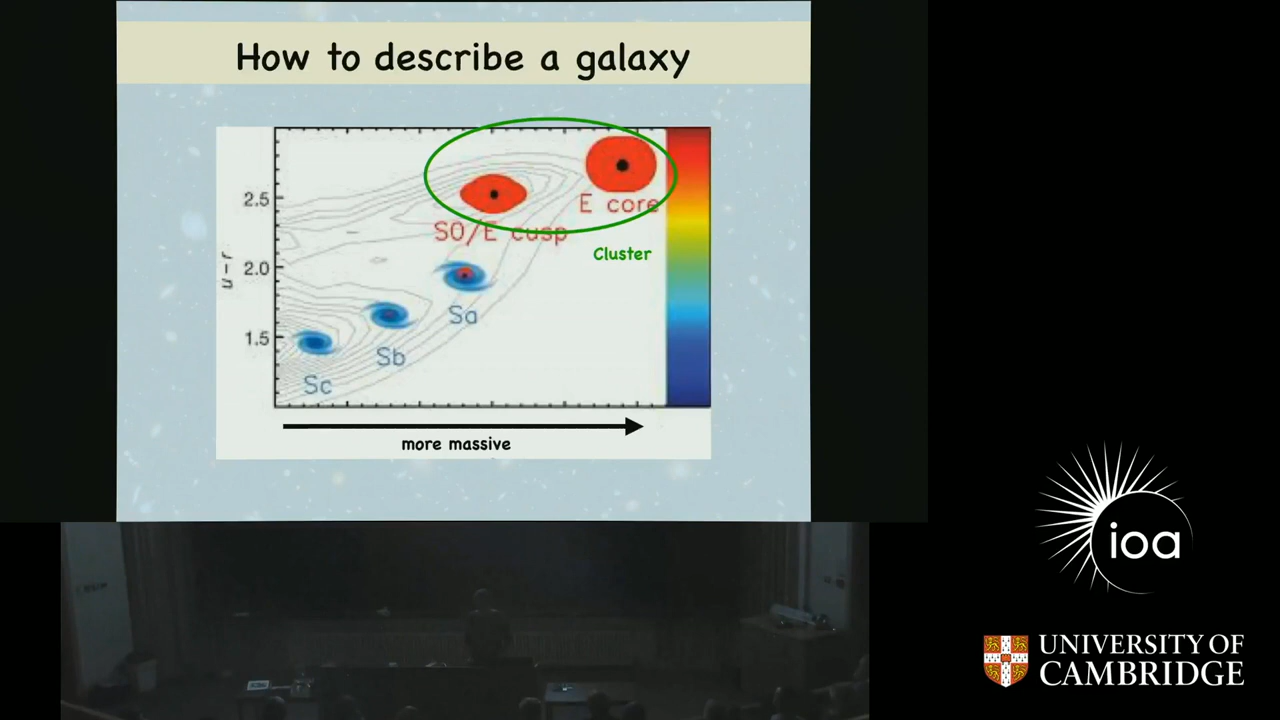 How to describe a galaxy
2.5
2.0
1.5
u-r
E core
S0/E cusp
Cluster
Sa
Sb
Sc
more massive
ioa
UNIVERSITY OF
CAMBRIDGE